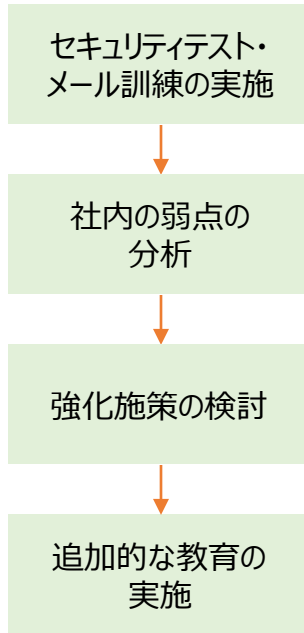 セキュリティテスト・
メール訓練の実施
社内の弱点の
分析
強化施策の検討
追加的な教育の
実施